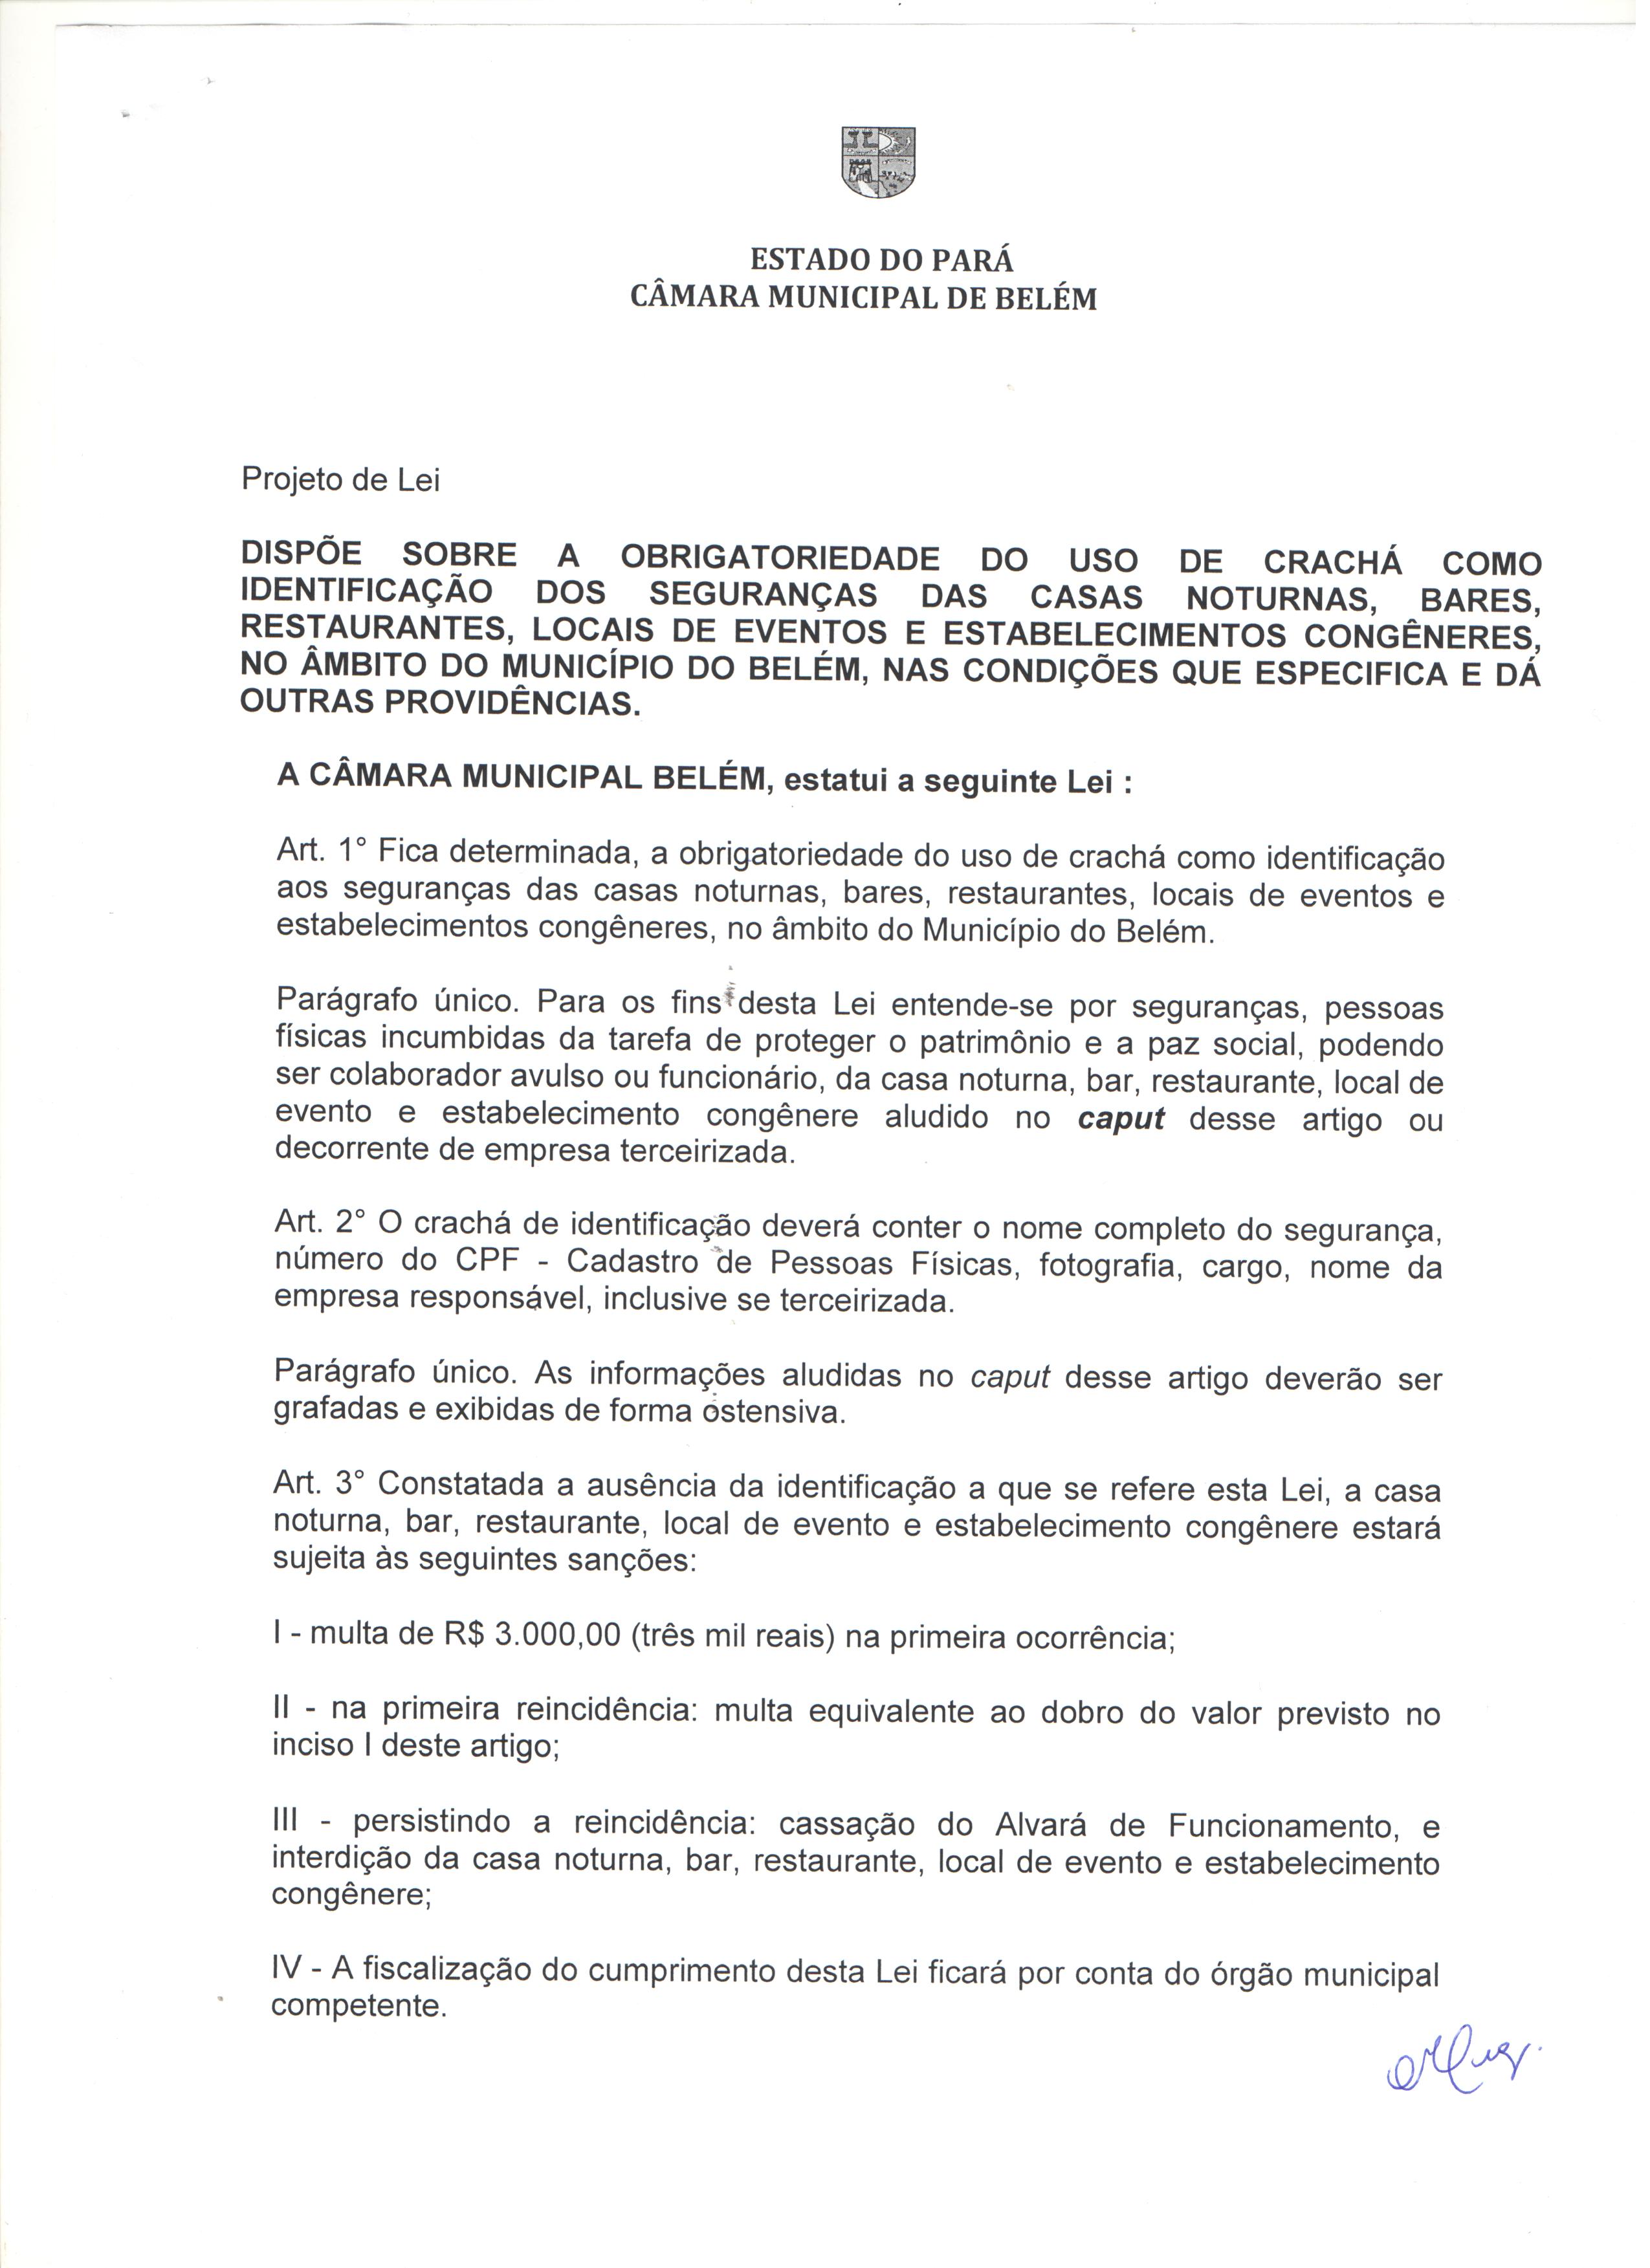 ESTADO DO PARÁ
CÂMARA MUNICIPAL DE BELÉM
Projeto de Lei
DISPÕE SOBRE A OBRIGATORIEDADE DO USO DE CRACHÁ COMO
IDENTIFICAÇÃO DOS SEGURANÇAS DAS CASAS NOTURNAS, BARES,
RESTAURANTES, LOCAIS DE EVENTOS E ESTABELECIMENTOS CONGÊNERES,
NO ÂMBITO DO MUNICÍPIO DO BELÉM, NAS CONDIÇÕES QUE ESPECIFICA E DÁ
OUTRAS PROVIDÊNCIAS.
A CÂMARA MUNICIPAL BELÉM, estatui a seguinte Lei :
Art. 1° Fica determinada, a obrigatoriedade do uso de crachá como identificação
aos seguranças das casas noturnas, bares, restaurantes, locais de eventos e
estabelecimentos congêneres, no âmbito do Município do Belém.
Parágrafo único. Para os fins desta Lei entende-se por seguranças, pessoas
físicas incumbidas da tarefa de proteger o patrimônio e a paz social, podendo
ser colaborador avulso ou funcionário, da casa noturna, bar, restaurante, local de
evento e estabelecimento congênere aludido no caput desse artigo ou
decorrente de empresa terceirizada.
Art. 2° O crachá de identificação deverá conter o nome completo do segurança,
número do CPF - Cadastro de Pessoas Físicas, fotografia, cargo, nome da
empresa responsável, inclusive se terceirizada.
Parágrafo único. As informações aludidas no caput desse artigo deverão ser
grafadas e exibidas de forma ostensiva.
Art. 3° Constatada a ausência da identificação a que se refere esta Lei, a casa
noturna, bar, restaurante, local de evento e estabelecimento congênere estará
sujeita às seguintes sanções:
I - multa de R$ 3.000,00 (três mil reais) na primeira ocorrência;
II - na primeira reincidência: multa equivalente ao dobro do valor previsto no
inciso I deste artigo;
III - persistindo a reincidência: cassação do Alvará de Funcionamento, e
interdição da casa noturna, bar, restaurante, local de evento e estabelecimento
congênere;
IV - A fiscalização do cumprimento desta Lei ficará por conta do órgão municipal
competente.